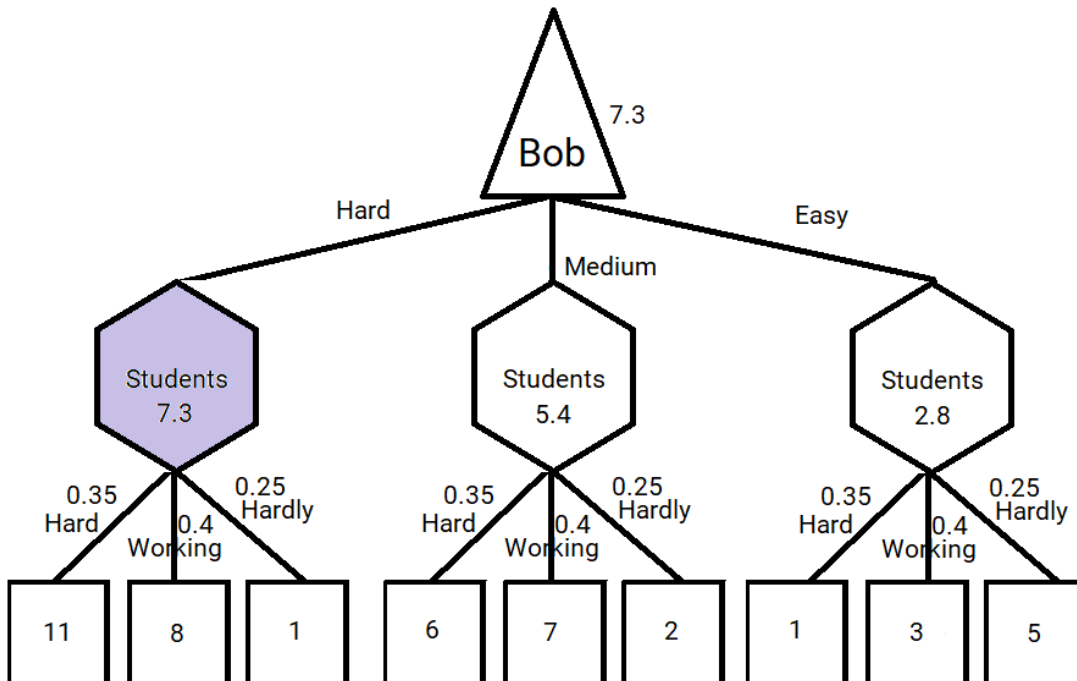 7.3
Bob
Hard
Easy
Medium
Students
7.3
Students
5.4
Students
2.8
0.35
Hard
0.4
Working
0.25
Hardly
0.35
Hard
0.4
Working
0.25
Hardly
0.35
Hard
0.4
Working
0.25
Hardly
11
8
1
6
7
2
1
3
5